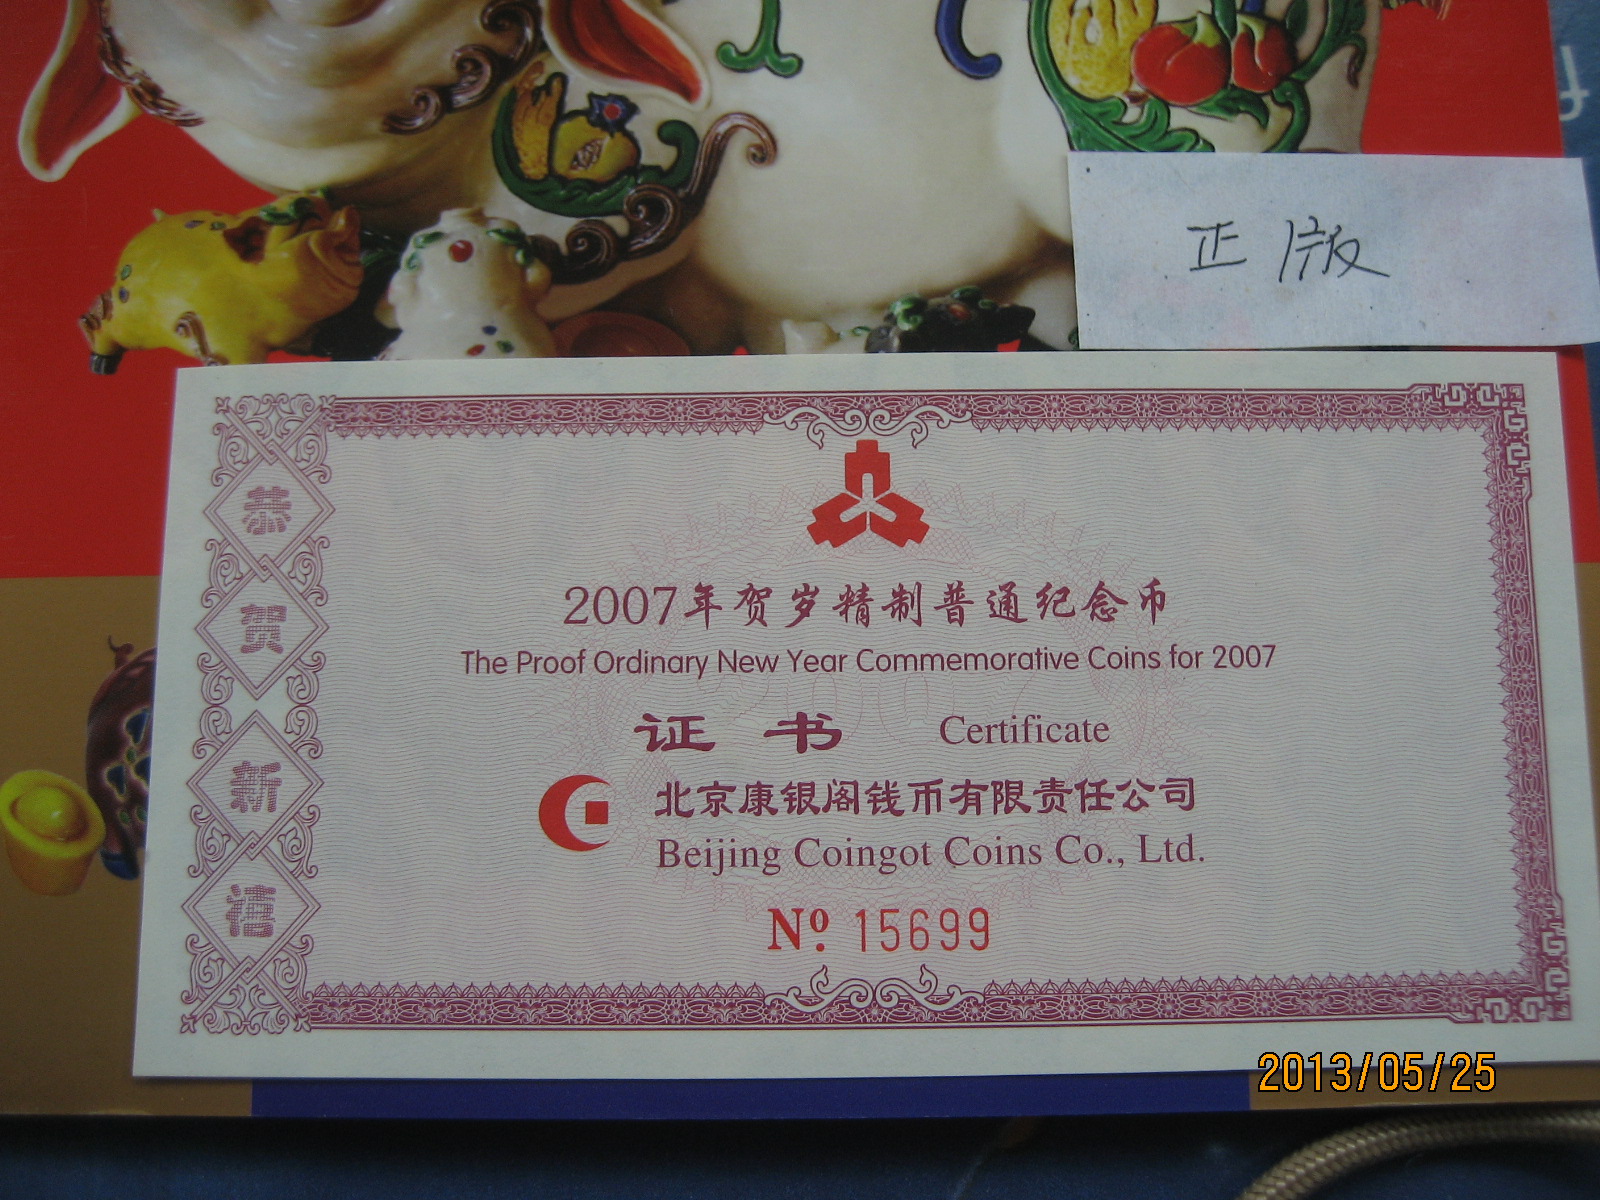 正版
恭贺新禧
2007年贺岁精制普通纪念币
The Proof Ordinary New Year Commemorative Coins for 2007
证书 Certificate
北京康银阁钱币有限责任公司
Beijing Coingot Coins Co., Ltd.
Nº 15699
2013/05/25